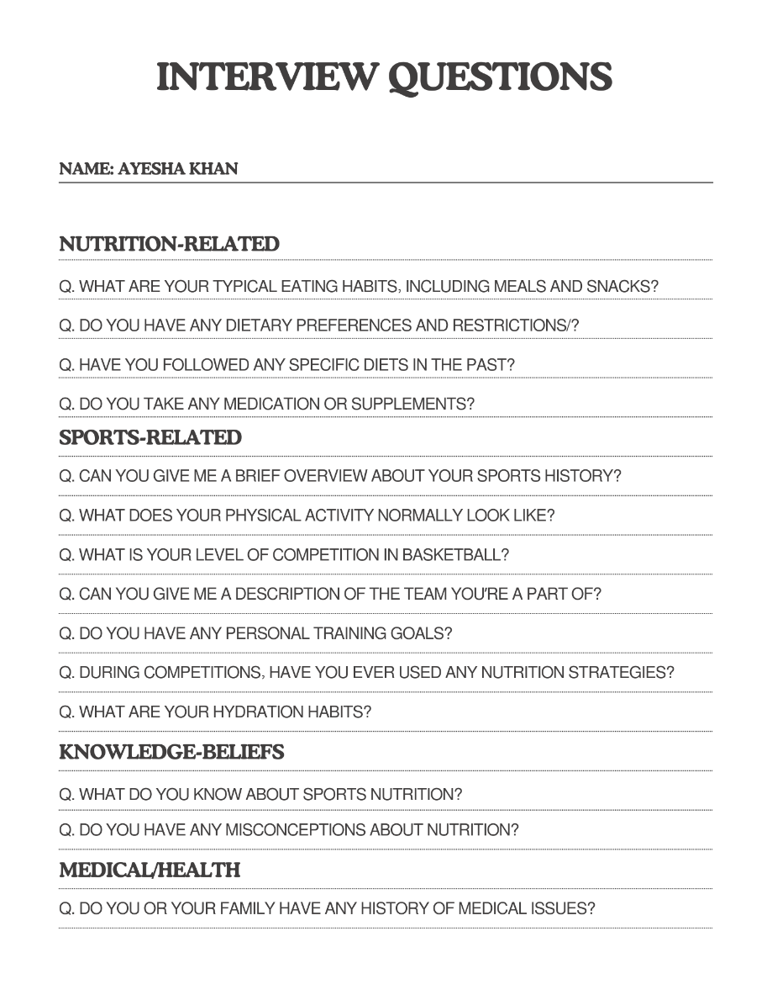 INTERVIEW QUESTIONS
NAME: AYESHA KHAN
NUTRITION-RELATED
Q. WHAT ARE YOUR TYPICAL EATING HABITS, INCLUDING MEALS AND SNACKS?
Q. DO YOU HAVE ANY DIETARY PREFERENCES AND RESTRICTIONS/?
Q. HAVE YOU FOLLOWED ANY SPECIFIC DIETS IN THE PAST?
Q. DO YOU TAKE ANY MEDICATION OR SUPPLEMENTS?
SPORTS-RELATED
Q. CAN YOU GIVE ME A BRIEF OVERVIEW ABOUT YOUR SPORTS HISTORY?
Q. WHAT DOES YOUR PHYSICAL ACTIVITY NORMALLY LOOK LIKE?
Q. WHAT IS YOUR LEVEL OF COMPETITION IN BASKETBALL?
Q. CAN YOU GIVE ME A DESCRIPTION OF THE TEAM YOU'RE A PART OF?
Q. DO YOU HAVE ANY PERSONAL TRAINING GOALS?
Q. DURING COMPETITIONS, HAVE YOU EVER USED ANY NUTRITION STRATEGIES?
Q. WHAT ARE YOUR HYDRATION HABITS?
KNOWLEDGE-BELIEFS
Q. WHAT DO YOU KNOW ABOUT SPORTS NUTRITION?
Q. DO YOU HAVE ANY MISCONCEPTIONS ABOUT NUTRITION?
MEDICAL/HEALTH
Q. DO YOU OR YOUR FAMILY HAVE ANY HISTORY OF MEDICAL ISSUES?